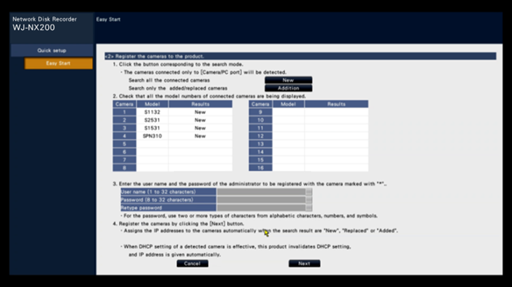 Network Disk Recorder
WJ-NX200
Easy Start
Quick setup
Easy Start
<2> Register the cameras to the product.
1. Click the button corresponding to the search mode.
- The cameras connected only to [Camera/PC port] will be detected.
Search all the connected cameras New
Search only the added/replaced cameras Addition
2. Check that all the model numbers of connected cameras are being displayed.
Camera Model Results Camera Model Results
1 S1132 New 9
2 S2531 New 10
3 S1531 New 11
4 SPN310 New 12
5 13
6 14
7 15
8 16
3. Enter the user name and the password of the administrator to be registered with the camera marked with "*".
User name (1 to 32 characters)
Password (8 to 32 characters)
Retype password
- For the password, use two or more types of characters from alphabetic characters, numbers, and symbols.
4. Register the cameras by clicking the [Next] button.
- Assigns the IP addresses to the cameras automatically when the search result are "New", "Replaced" or "Added".
- When DHCP setting of a detected camera is effective, this product invalidates DHCP setting,
and IP address is given automatically.
Cancel Next